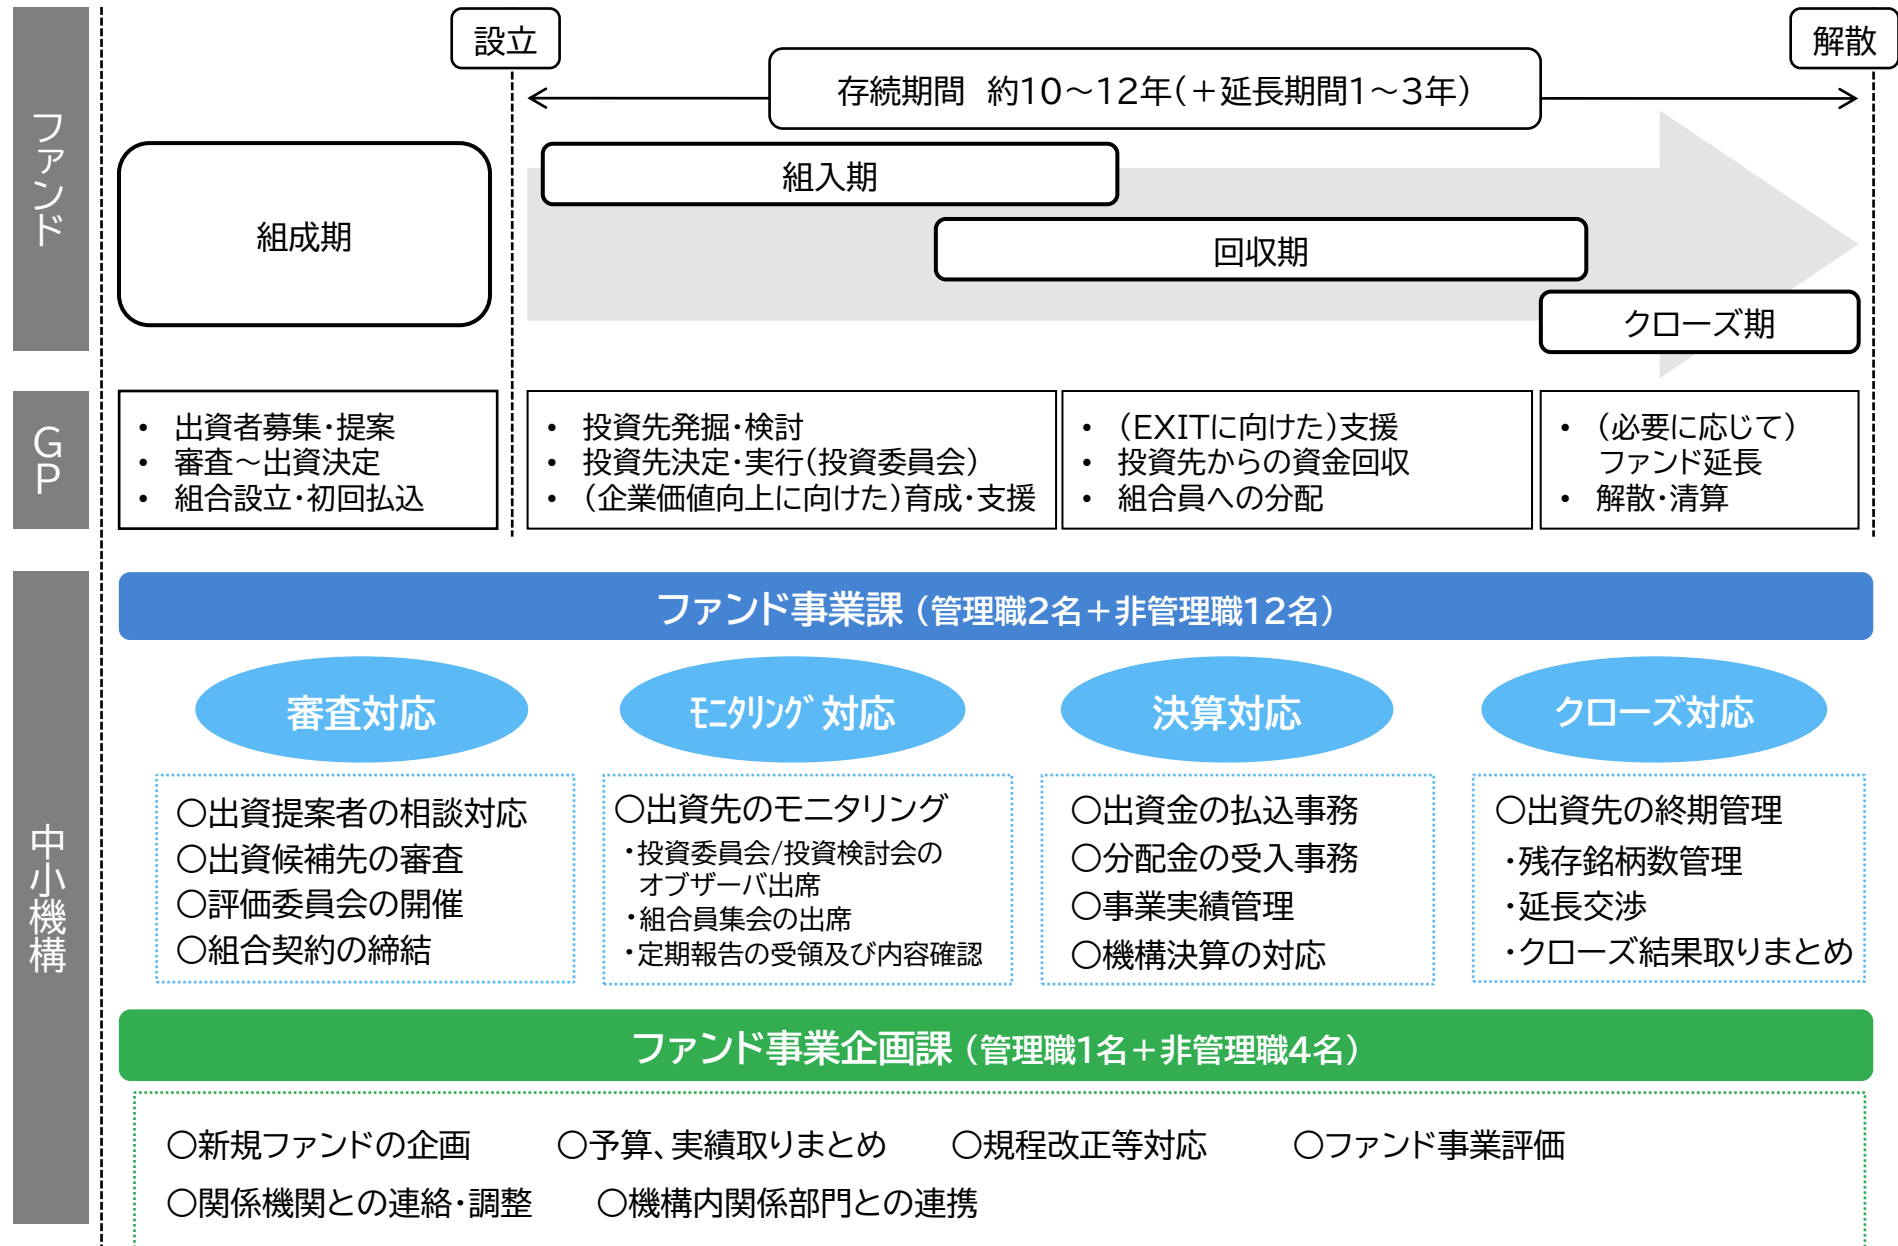 ファンド
設立
解散
存続期間　約10～12年(＋延長期間1～3年)
組成期
組入期
回収期
クローズ期
GP
• 出資者募集・提案
• 審査～出資決定
• 組合設立・初回払込
• 投資先発掘・検討
• 投資先決定・実行(投資委員会)
• (企業価値向上に向けた)育成・支援
• (EXITに向けた)支援
• 投資先からの資金回収
• 組合員への分配
• (必要に応じて)
ファンド延長
• 解散・清算
中小機構
ファンド事業課（管理職2名＋非管理職12名）
審査対応
ﾓﾆﾀﾘﾝｸﾞ対応
決算対応
クローズ対応
○出資提案者の相談対応
○出資候補先の審査
○評価委員会の開催
○組合契約の締結
○出資先のモニタリング
・投資委員会/投資検討会の
オブザーバ出席
・組合員集会の出席
・定期報告の受領及び内容確認
○出資金の払込事務
○分配金の受入事務
○事業実績管理
○機構決算の対応
○出資先の終期管理
・残存銘柄数管理
・延長交渉
・クローズ結果取りまとめ
ファンド事業企画課（管理職1名＋非管理職4名）
○新規ファンドの企画　○予算、実績取りまとめ　○規程改正等対応　○ファンド事業評価
○関係機関との連絡・調整　○機構内関係部門との連携